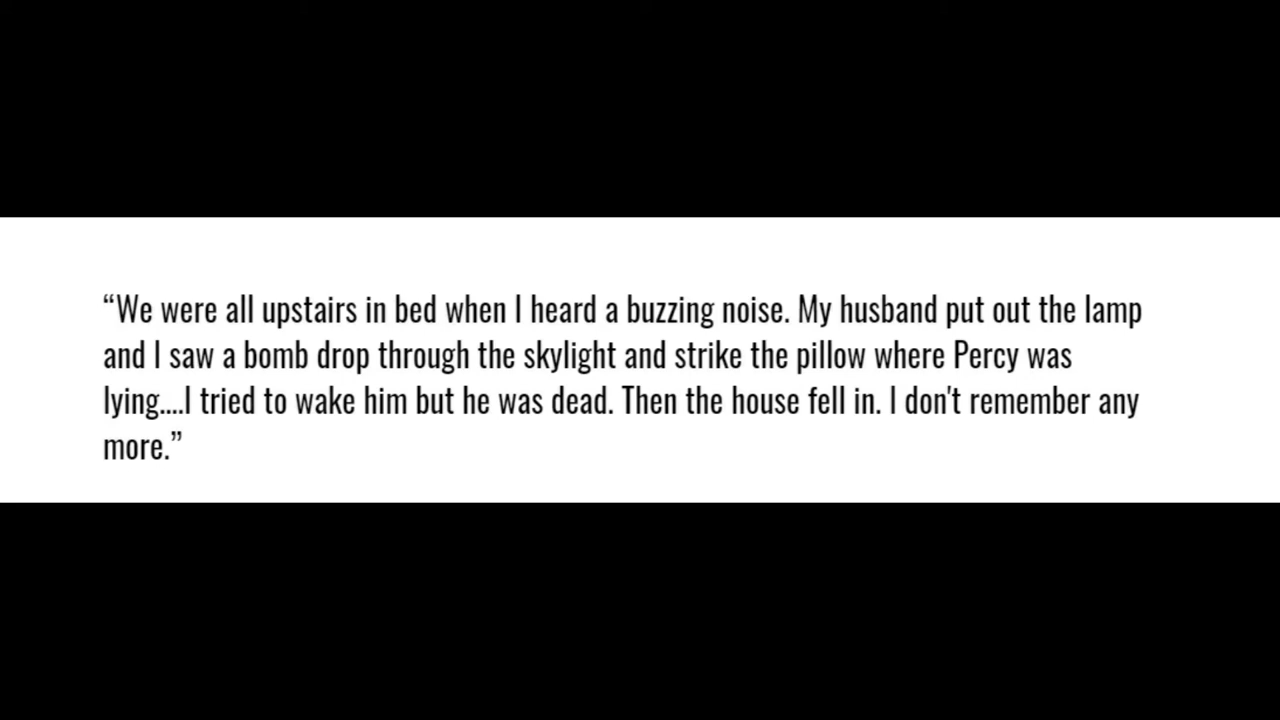 “We were all upstairs in bed when I heard a buzzing noise. My husband put out the lamp
and I saw a bomb drop through the skylight and strike the pillow where Percy was
lying....I tried to wake him but he was dead. Then the house fell in. I don't remember any
more.”